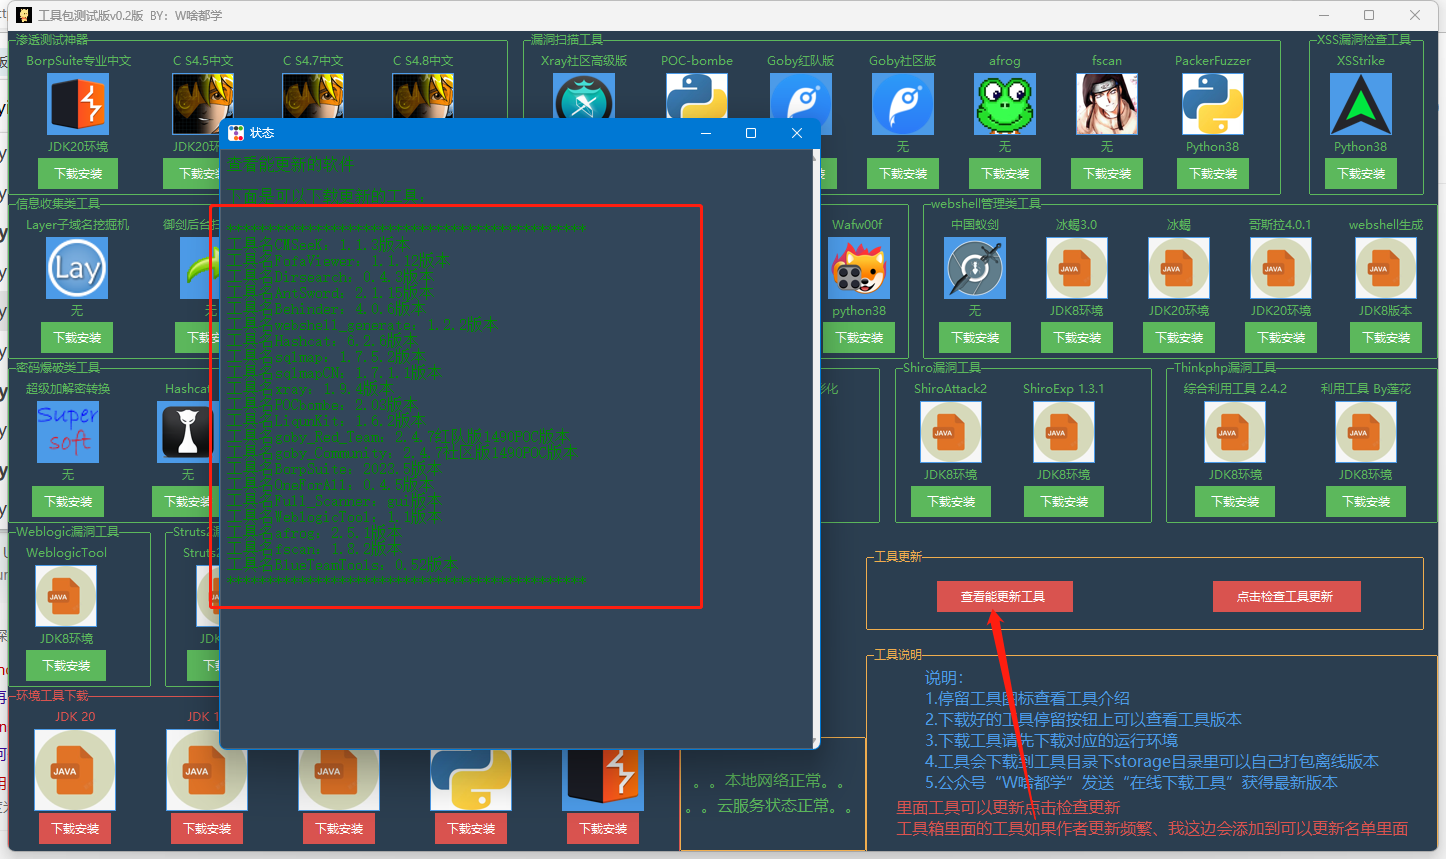 工具包测试版v0.2版 BY：W啥都学
渗透测试神器
BorpSuite专业中文
C S4.5中文
C S4.7中文
C S4.8中文
JDK20环境
下载安装
漏洞扫描工具
Xray社区高级版
POC-bombe
Goby红队版
Goby社区版
afrog
fscan
PackerFuzzer
无
无
无
Python38
下载安装
下载安装
下载安装
下载安装
XSS漏洞检查工具
XSStrike
Python38
下载安装
信息收集类工具
Layer子域名挖掘机
无
下载安装
Wafw00f
python38
下载安装
webshell管理类工具
中国蚁剑
冰蝎3.0
冰蝎
哥斯拉4.0.1
webshell生成
无
JDK8环境
JDK20环境
JDK20环境
JDK8版本
下载安装
下载安装
下载安装
下载安装
下载安装
密码爆破类工具
超级加解密转换
Hashcat
无
无
下载安装
下载安装
Shiro漏洞工具
ShiroAttack2
ShiroExp 1.3.1
JDK8环境
JDK8环境
下载安装
下载安装
Thinkphp漏洞工具
综合利用工具 2.4.2
利用工具 By莲花
JDK8环境
JDK8环境
下载安装
下载安装
Weblogic漏洞工具
WeblogicTool
JDK8环境
下载安装
状态
查看能更新的软件
下面是可以下载更新的工具：
*********************************************
工具名CMSeeK：1.1.3版本
工具名FofaViewer：1.1.12版本
工具名Dirsearch：0.4.3版本
工具名AntSword：2.1.15版本
工具名Behinder：4.0.6版本
工具名webshell_generate：1.2.2版本
工具名Hashcat：6.2.6版本
工具名sqlmap：1.7.5.2版本
工具名sqlmapCN：1.7.1.1版本
工具名xray：1.9.4版本
工具名POCbombe：2.03版本
工具名LiqunKit：1.6.2版本
工具名goby_Red_Team：2.4.7红队版1490POC版本
工具名goby_Community：2.4.7社区版1490POC版本
工具名BurpSuite：2023.5版本
工具名OneForAll：0.4.5版本
工具名Full_Scanner：gui版本
工具名WeblogicTool：1.1版本
工具名afrog：2.5.1版本
工具名fscan：1.8.2版本
工具名BlueTeamTools：0.52版本
*********************************************
工具更新
查看能更新工具
点击检查工具更新
工具说明
说明：
1.停留工具图标查看工具介绍
2.下载好的工具停留按钮上可以查看工具版本
3.下载工具请先下载对应的运行环境
4.工具会下载到工具目录下storage目录里可以自己打包离线版本
5.公众号“W啥都学”发送“在线下载工具”获得最新版本
里面工具可以更新点击检查更新
工具箱里面的工具如果作者更新频繁、我这边会添加到可以更新名单里面
环境工具下载
JDK 20
下载安装
下载安装
下载安装
下载安装
下载安装
。。本地网络正常。。
。。云服务状态正常。。